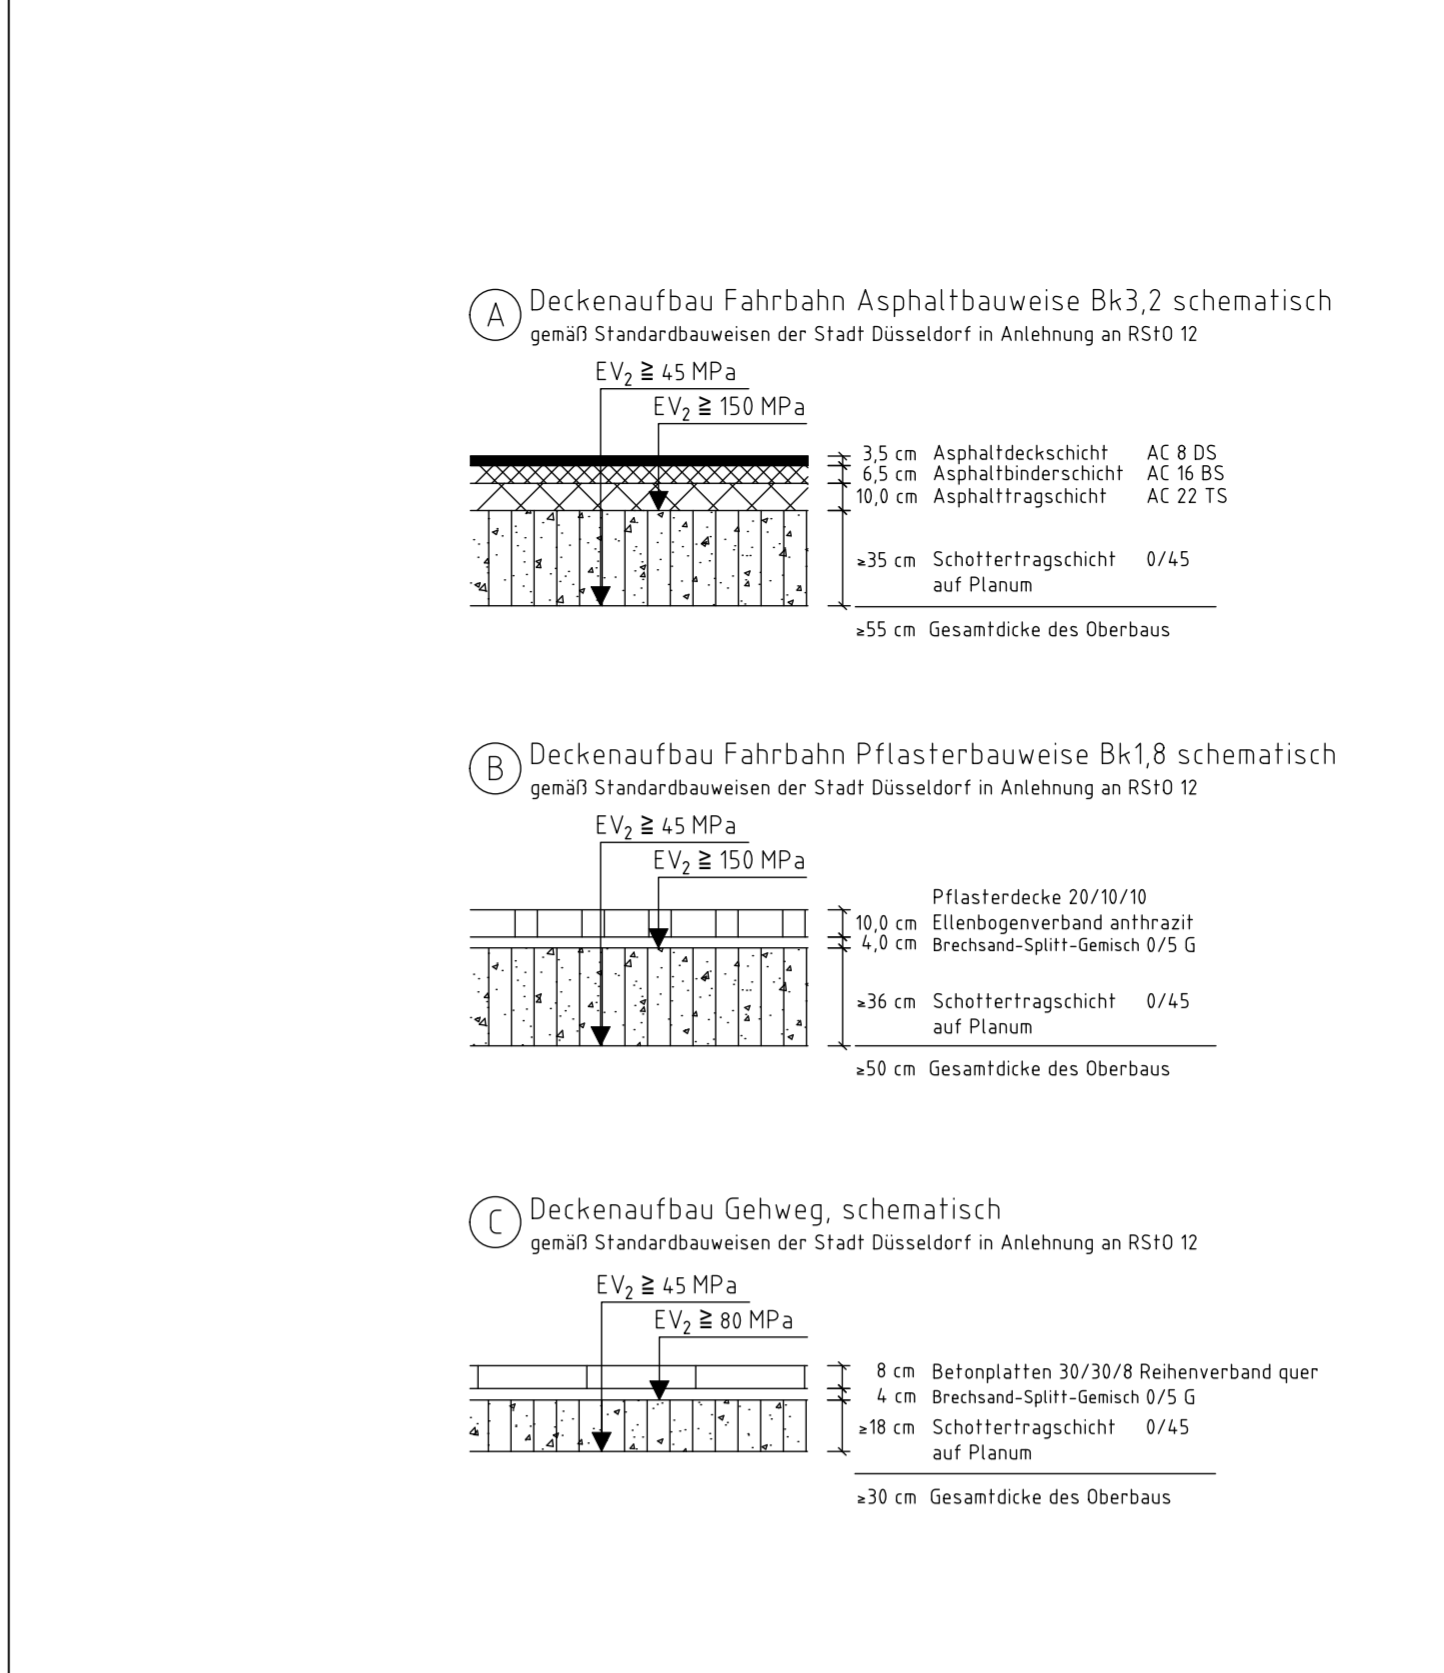 A Deckenaufbau Fahrbahn Asphaltbauweise Bk3,2 schematisch
gemäß Standardbauweisen der Stadt Düsseldorf in Anlehnung an RStO 12
EV₂ ≧ 45 MPa
EV₂ ≧ 150 MPa
3,5 cm Asphaltdeckschicht AC 8 DS
6,5 cm Asphaltbinderschicht AC 16 BS
10,0 cm Asphalttragschicht AC 22 TS
≥35 cm Schottertragschicht 0/45
auf Planum
≥55 cm Gesamtdicke des Oberbaus
B Deckenaufbau Fahrbahn Pflasterbauweise Bk1,8 schematisch
gemäß Standardbauweisen der Stadt Düsseldorf in Anlehnung an RStO 12
EV₂ ≧ 45 MPa
EV₂ ≧ 150 MPa
Pflasterdecke 20/10/10
10,0 cm Ellenbogenverband anthrazit
4,0 cm Brechsand-Splitt-Gemisch 0/5 G
≥36 cm Schottertragschicht 0/45
auf Planum
≥50 cm Gesamtdicke des Oberbaus
C Deckenaufbau Gehweg, schematisch
gemäß Standardbauweisen der Stadt Düsseldorf in Anlehnung an RStO 12
EV₂ ≧ 45 MPa
EV₂ ≧ 80 MPa
8 cm Betonplatten 30/30/8 Reihenverband quer
4 cm Brechsand-Splitt-Gemisch 0/5 G
≥18 cm Schottertragschicht 0/45
auf Planum
≥30 cm Gesamtdicke des Oberbaus